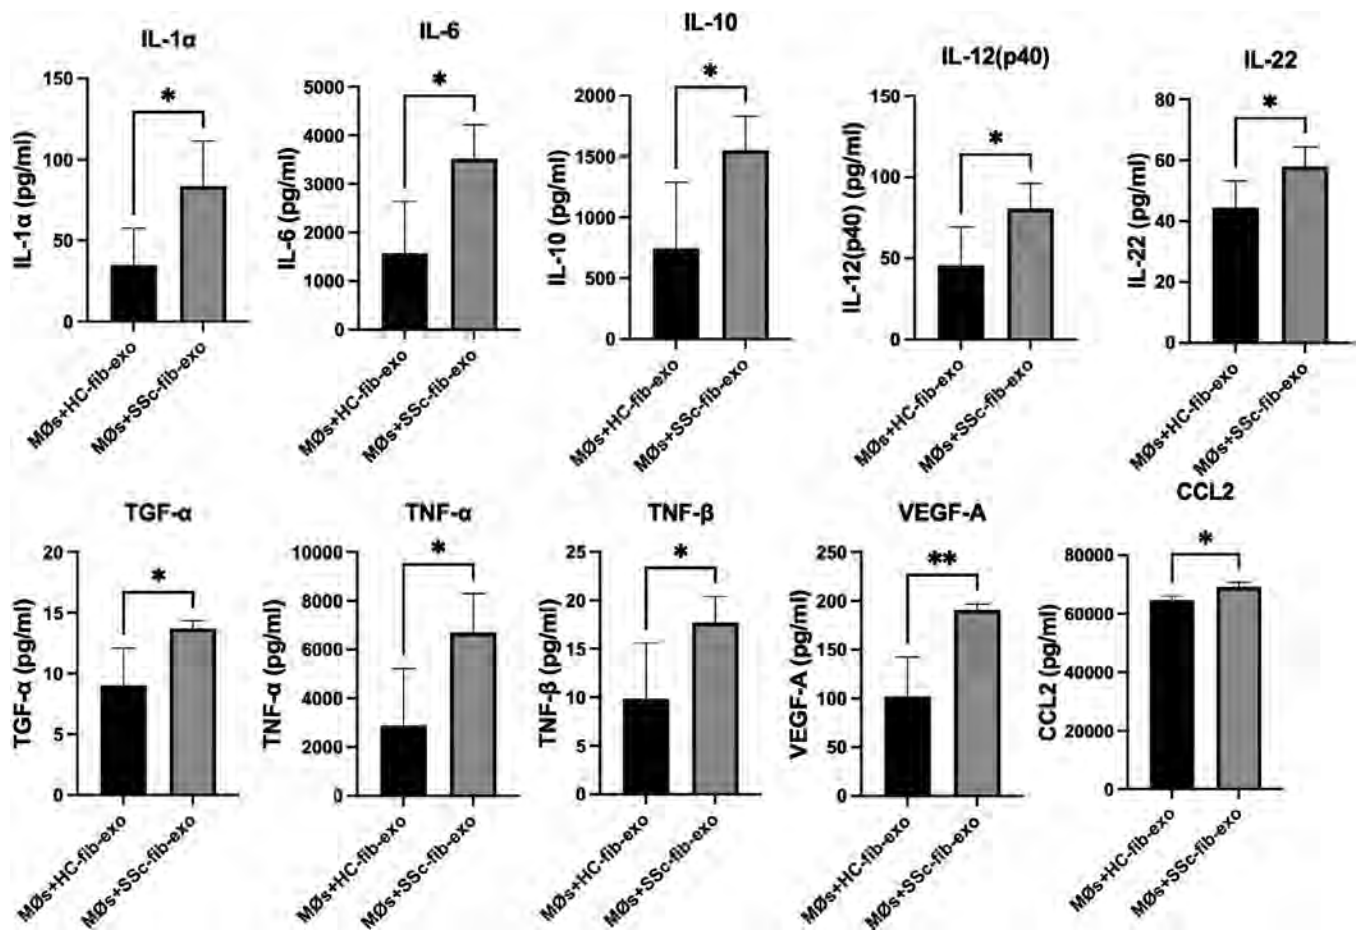 IL-1α
*
IL-1α (pg/ml)
150
100
50
0
MØs+HC-fib-exo
MØs+SSc-fib-exo
IL-6
*
IL-6 (pg/ml)
5000
4000
3000
2000
1000
0
MØs+HC-fib-exo
MØs+SSc-fib-exo
IL-10
*
IL-10 (pg/ml)
2000
1500
1000
500
0
MØs+HC-fib-exo
MØs+SSc-fib-exo
IL-12(p40)
*
IL-12(p40) (pg/ml)
150
100
50
0
MØs+HC-fib-exo
MØs+SSc-fib-exo
IL-22
*
IL-22 (pg/ml)
80
60
40
20
0
MØs+HC-fib-exo
MØs+SSc-fib-exo
TGF-α
*
TGF-α (pg/ml)
20
15
10
5
0
MØs+HC-fib-exo
MØs+SSc-fib-exo
TNF-α
*
TNF-α (pg/ml)
10000
8000
6000
4000
2000
0
MØs+HC-fib-exo
MØs+SSc-fib-exo
TNF-β
*
TNF-β (pg/ml)
25
20
15
10
5
0
MØs+HC-fib-exo
MØs+SSc-fib-exo
VEGF-A
**
VEGF-A (pg/ml)
250
200
150
100
50
0
MØs+HC-fib-exo
MØs+SSc-fib-exo
CCL2
*
CCL2 (pg/ml)
80000
60000
40000
20000
0
MØs+HC-fib-exo
MØs+SSc-fib-exo